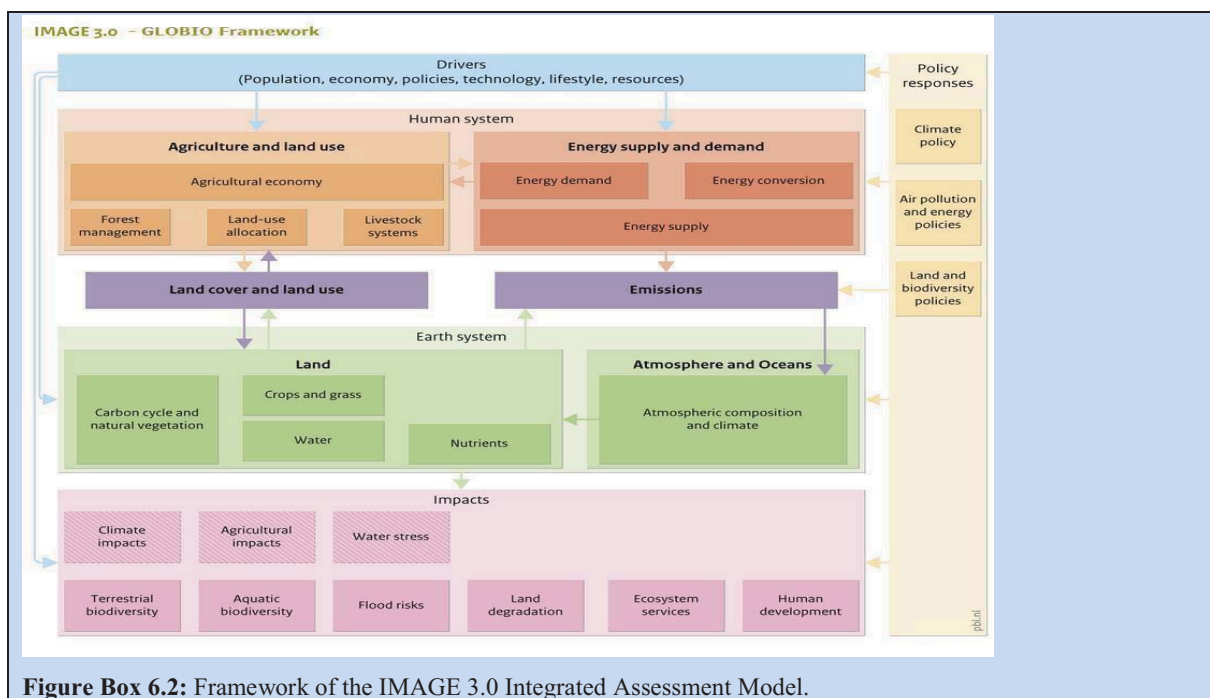 IMAGE 3.0 - GLOBIO Framework
Drivers
(Population, economy, policies, technology, lifestyle, resources)
Policy
responses
Human system
Agriculture and land use
Agricultural economy
Forest
management
Land-use
allocation
Livestock
systems
Energy supply and demand
Energy demand
Energy conversion
Energy supply
Climate
policy
Air pollution
and energy
policies
Land and
biodiversity
policies
Land cover and land use
Emissions
Earth system
Land
Carbon cycle and
natural vegetation
Crops and grass
Water
Nutrients
Atmosphere and Oceans
Atmospheric composition
and climate
Impacts
Climate
impacts
Agricultural
impacts
Water stress
Terrestrial
biodiversity
Aquatic
biodiversity
Flood risks
Land
degradation
Ecosystem
services
Human
development
pbl.nl
Figure Box 6.2: Framework of the IMAGE 3.0 Integrated Assessment Model.